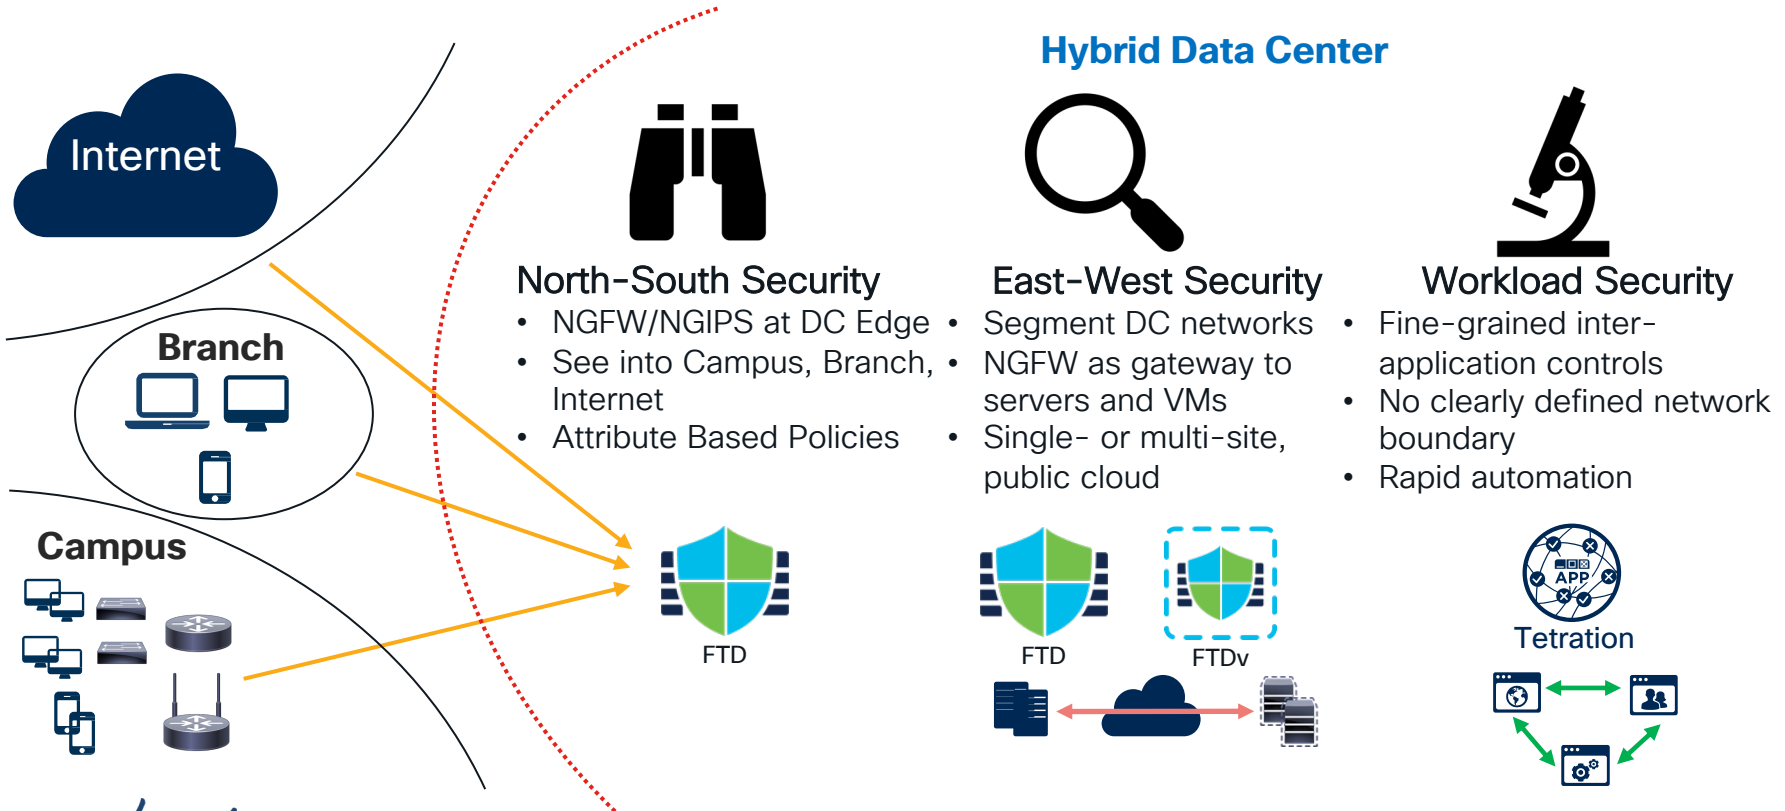 Hybrid Data Center
Internet
Branch
Campus
North-South Security
• NGFW/NGIPS at DC Edge
• See into Campus, Branch,
Internet
• Attribute Based Policies
FTD
East-West Security
• Segment DC networks
• NGFW as gateway to
servers and VMs
• Single- or multi-site,
public cloud
FTD
FTDv
Workload Security
• Fine-grained inter-
application controls
• No clearly defined network
boundary
• Rapid automation
APP
Tetration